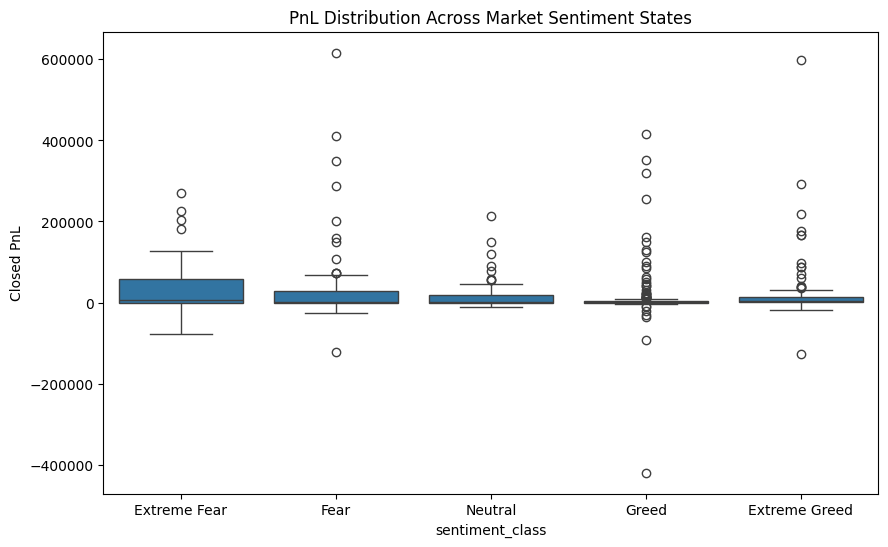 PnL Distribution Across Market Sentiment States
600000
400000
200000
0
−200000
−400000
Closed PnL
Extreme Fear
Fear
Neutral
Greed
Extreme Greed
sentiment_class